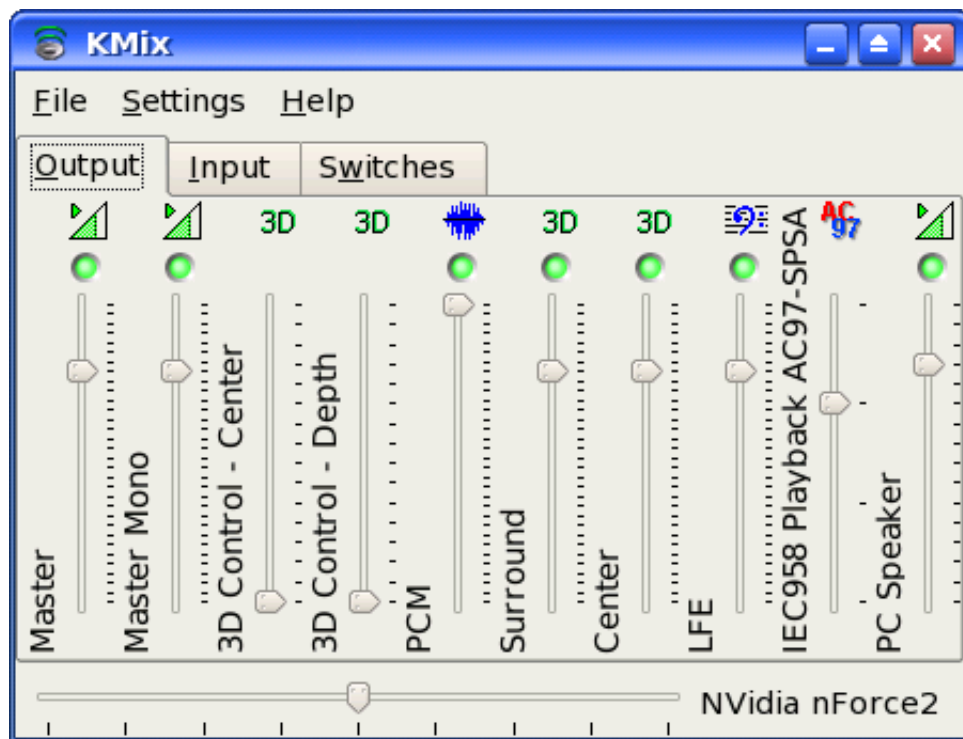 KMix
File Settings Help
Output Input Switches
3D 3D 3D 3D AC 97
Master
Master Mono
3D Control - Center
3D Control - Depth
PCM
Surround
Center
LFE
IEC958 Playback AC97-SPSA
PC Speaker
NVidia nForce2